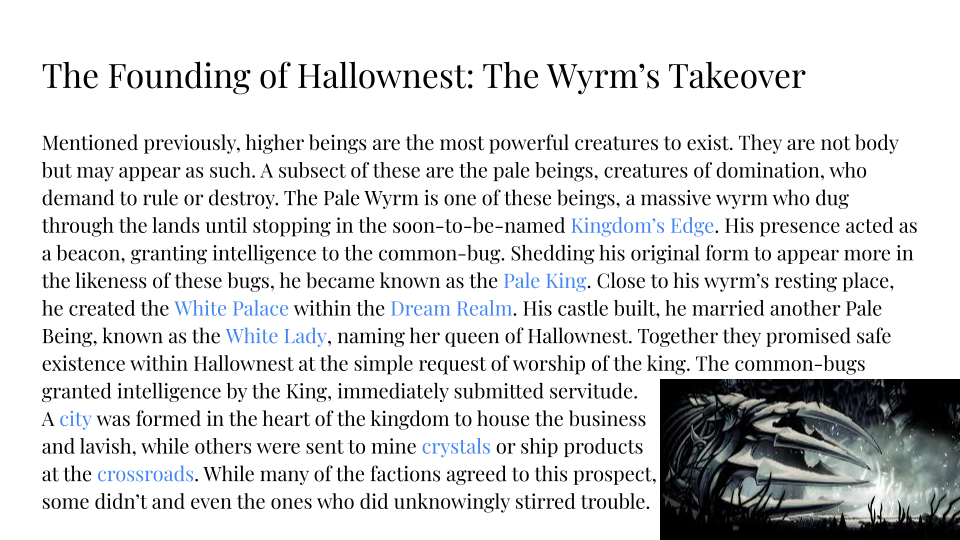 The Founding of Hallownest: The Wyrm’s Takeover
Mentioned previously, higher beings are the most powerful creatures to exist. They are not body
but may appear as such. A subset of these are the pale beings, creatures of domination, who
demand to rule or destroy. The Pale Wyrm is one of these beings, a massive wyrm who dug
through the lands until stopping in the soon-to-be-named Kingdom’s Edge. His presence acted as
a beacon, granting intelligence to the common-bug. Shedding his original form to appear more in
the likeness of these bugs, he became known as the Pale King. Close to his wyrm’s resting place,
he created the White Palace within the Dream Realm. His castle built, he married another Pale
Being, known as the White Lady, naming her queen of Hallownest. Together they promised safe
existence within Hallownest at the simple request of worship of the king. The common-bugs
granted intelligence by the King, immediately submitted servitude.
A city was formed in the heart of the kingdom to house the business
and lavish, while others were sent to mine crystals or ship products
at the crossroads. While many of the factions agreed to this prospect,
some didn’t and even the ones who did unknowingly stirred trouble.